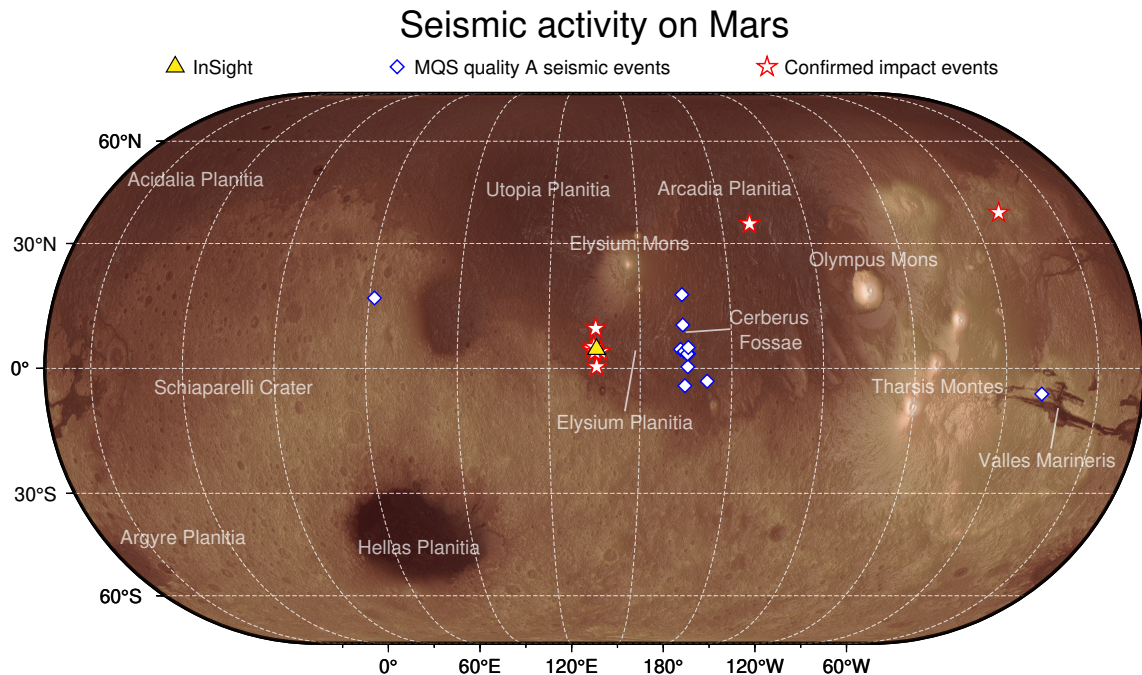 Seismic activity on Mars
InSight
MQS quality A seismic events
Confirmed impact events
60°N
Acidalia Planitia
Utopia Planitia
Arcadia Planitia
30°N
Elysium Mons
Olympus Mons
Cerberus
Fossae
0°
Schiaparelli Crater
Tharsis Montes
Elysium Planitia
Valles Marineris
30°S
Argyre Planitia
Hellas Planitia
60°S
0°
60°E
120°E
180°
120°W
60°W